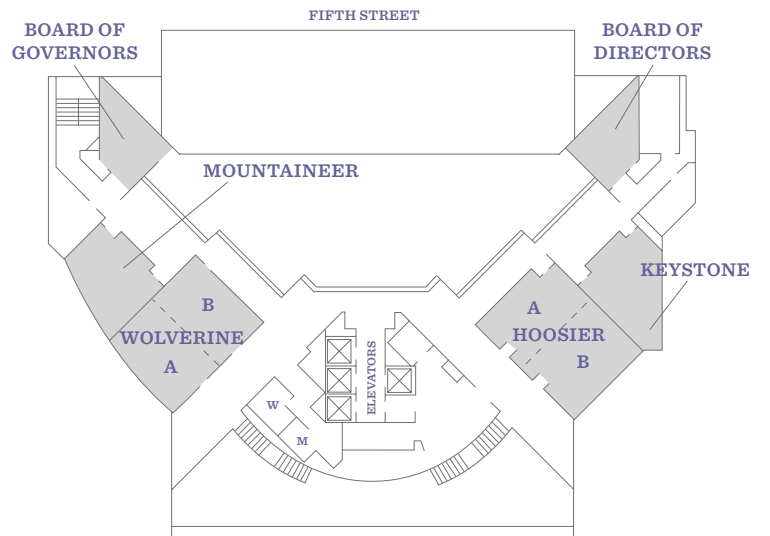 FIFTH STREET
BOARD OF
GOVERNORS
BOARD OF
DIRECTORS
MOUNTAINEER
KEYSTONE
B
WOLVERINE
A
A
HOOSIER
B
ELEVATORS
W
M